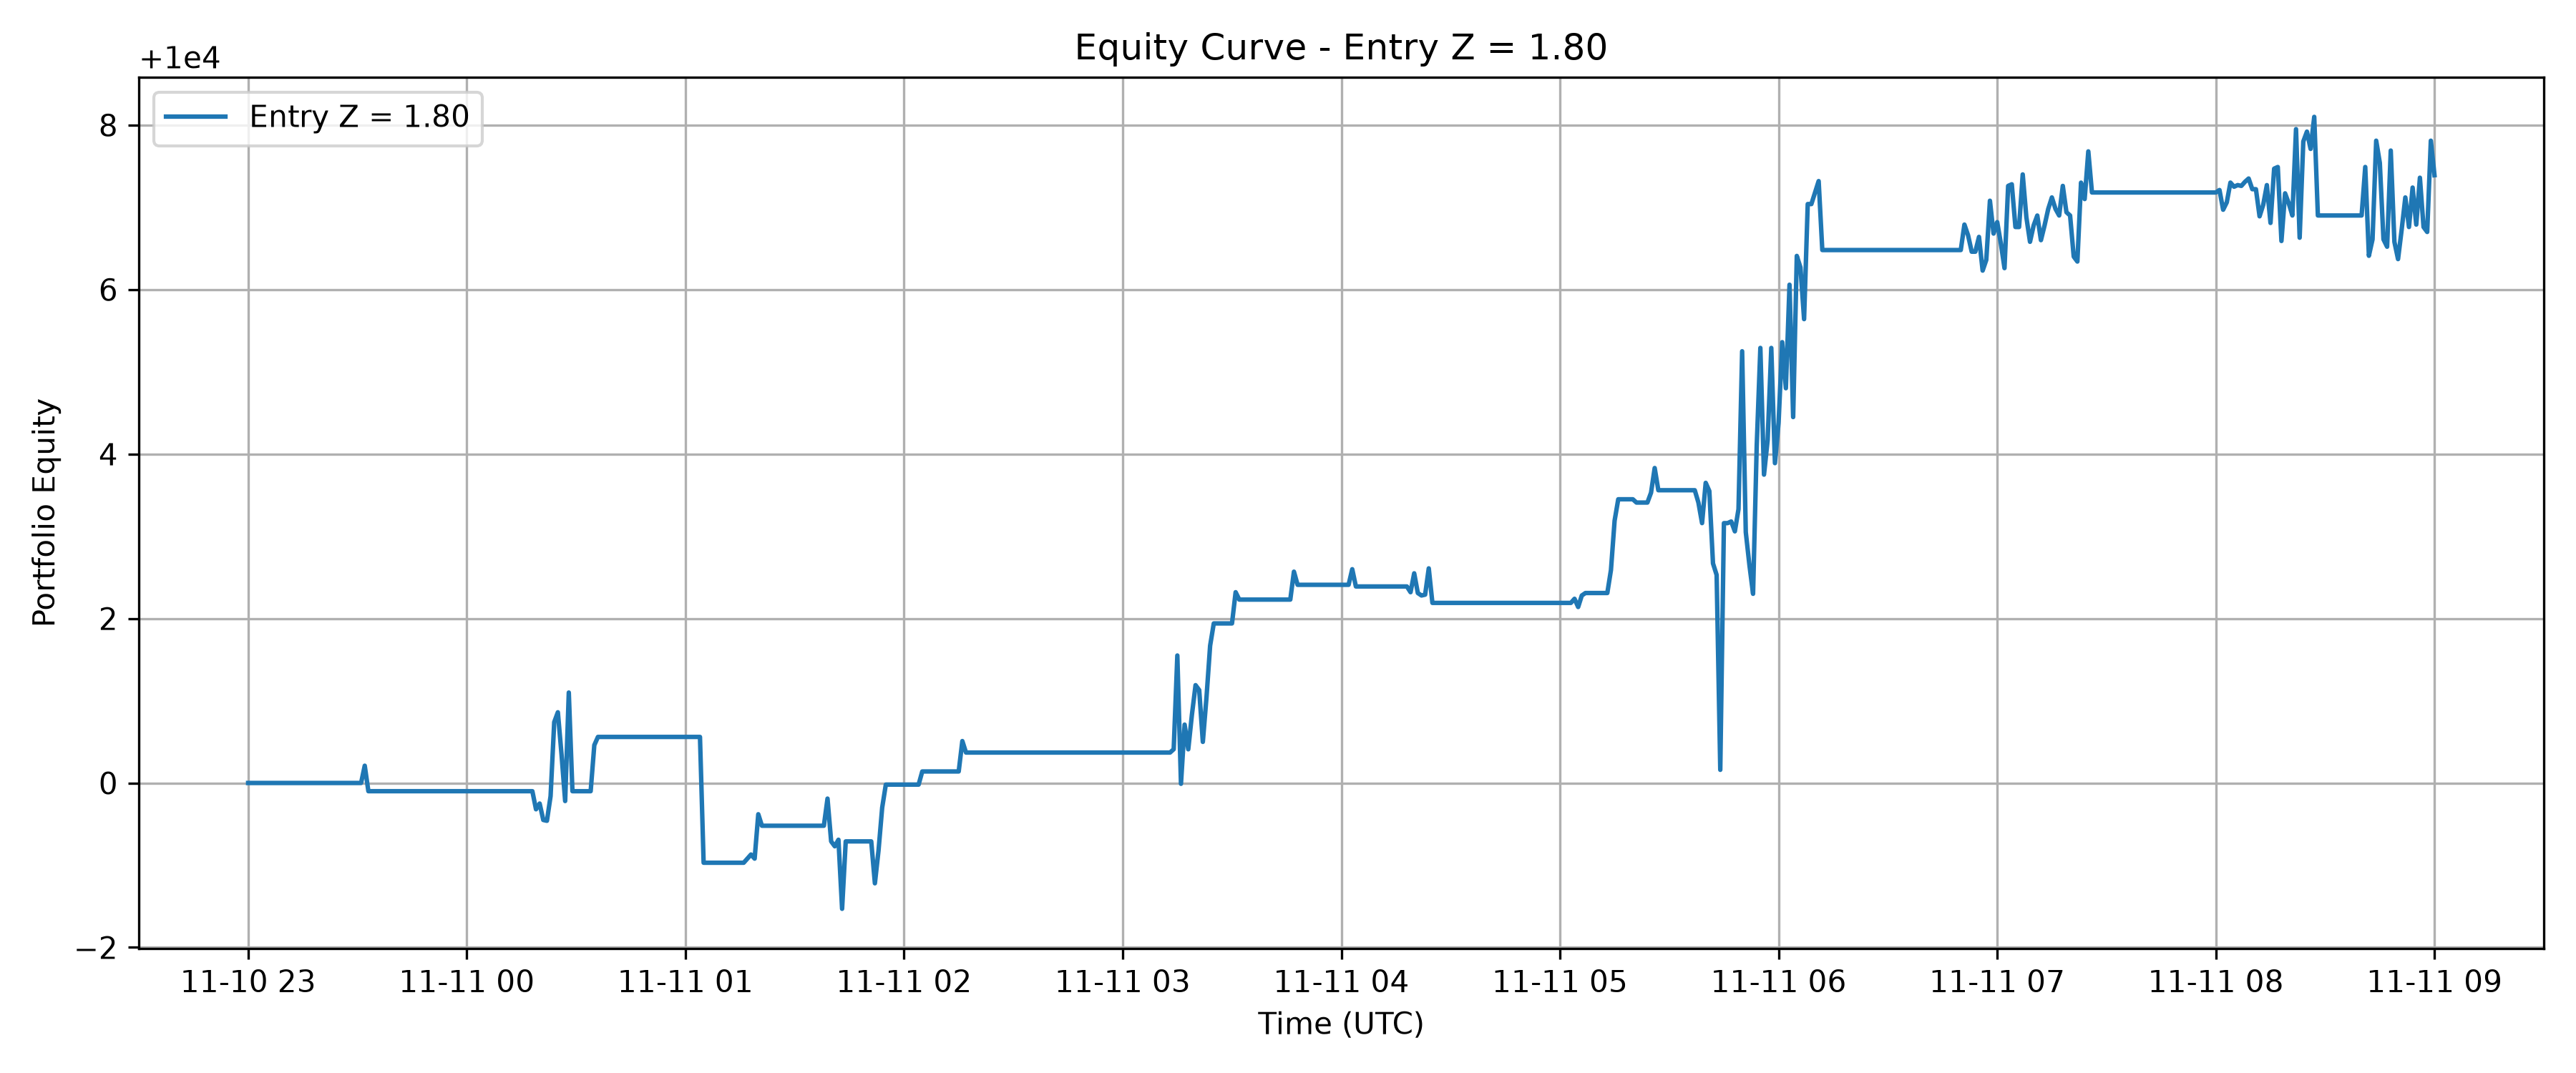 Equity Curve - Entry Z = 1.80
+1e4
Entry Z = 1.80
8
6
4
2
0
−2
Portfolio Equity
11-10 23 11-11 00 11-11 01 11-11 02 11-11 03 11-11 04 11-11 05 11-11 06 11-11 07 11-11 08 11-11 09
Time (UTC)